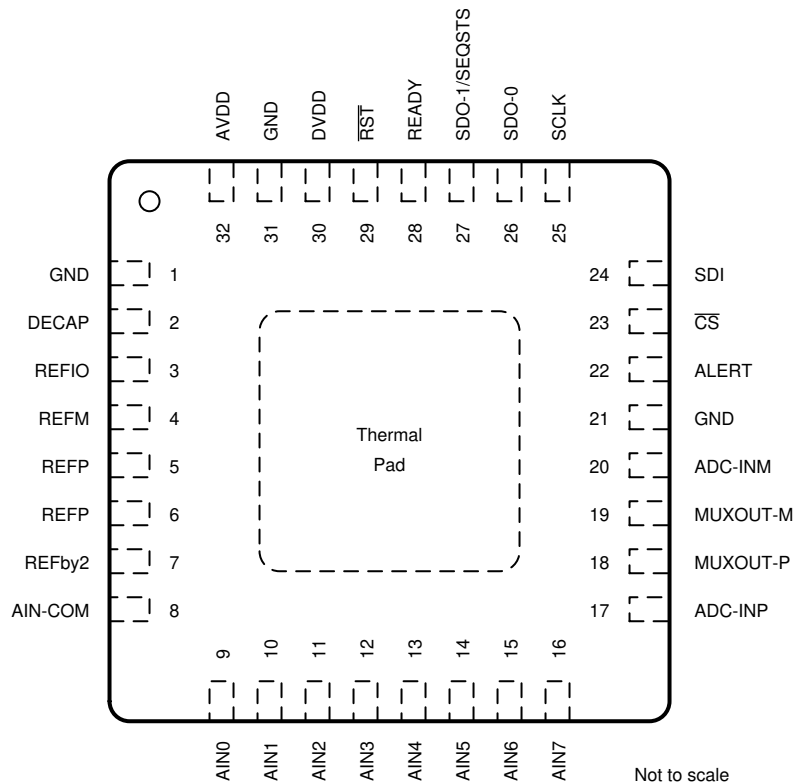 AVDD
GND
DVDD
RST
READY
SDO-1/SEQSTS
SDO-0
SCLK
32
31
30
29
28
27
26
25
GND 1
DECAP 2
REFIO 3
REFM 4
REFP 5
REFP 6
REFby2 7
AIN-COM 8
24 SDI
23 CS
22 ALERT
21 GND
20 ADC-INM
19 MUXOUT-M
18 MUXOUT-P
17 ADC-INP
Thermal
Pad
9
10
11
12
13
14
15
16
AIN0
AIN1
AIN2
AIN3
AIN4
AIN5
AIN6
AIN7
Not to scale